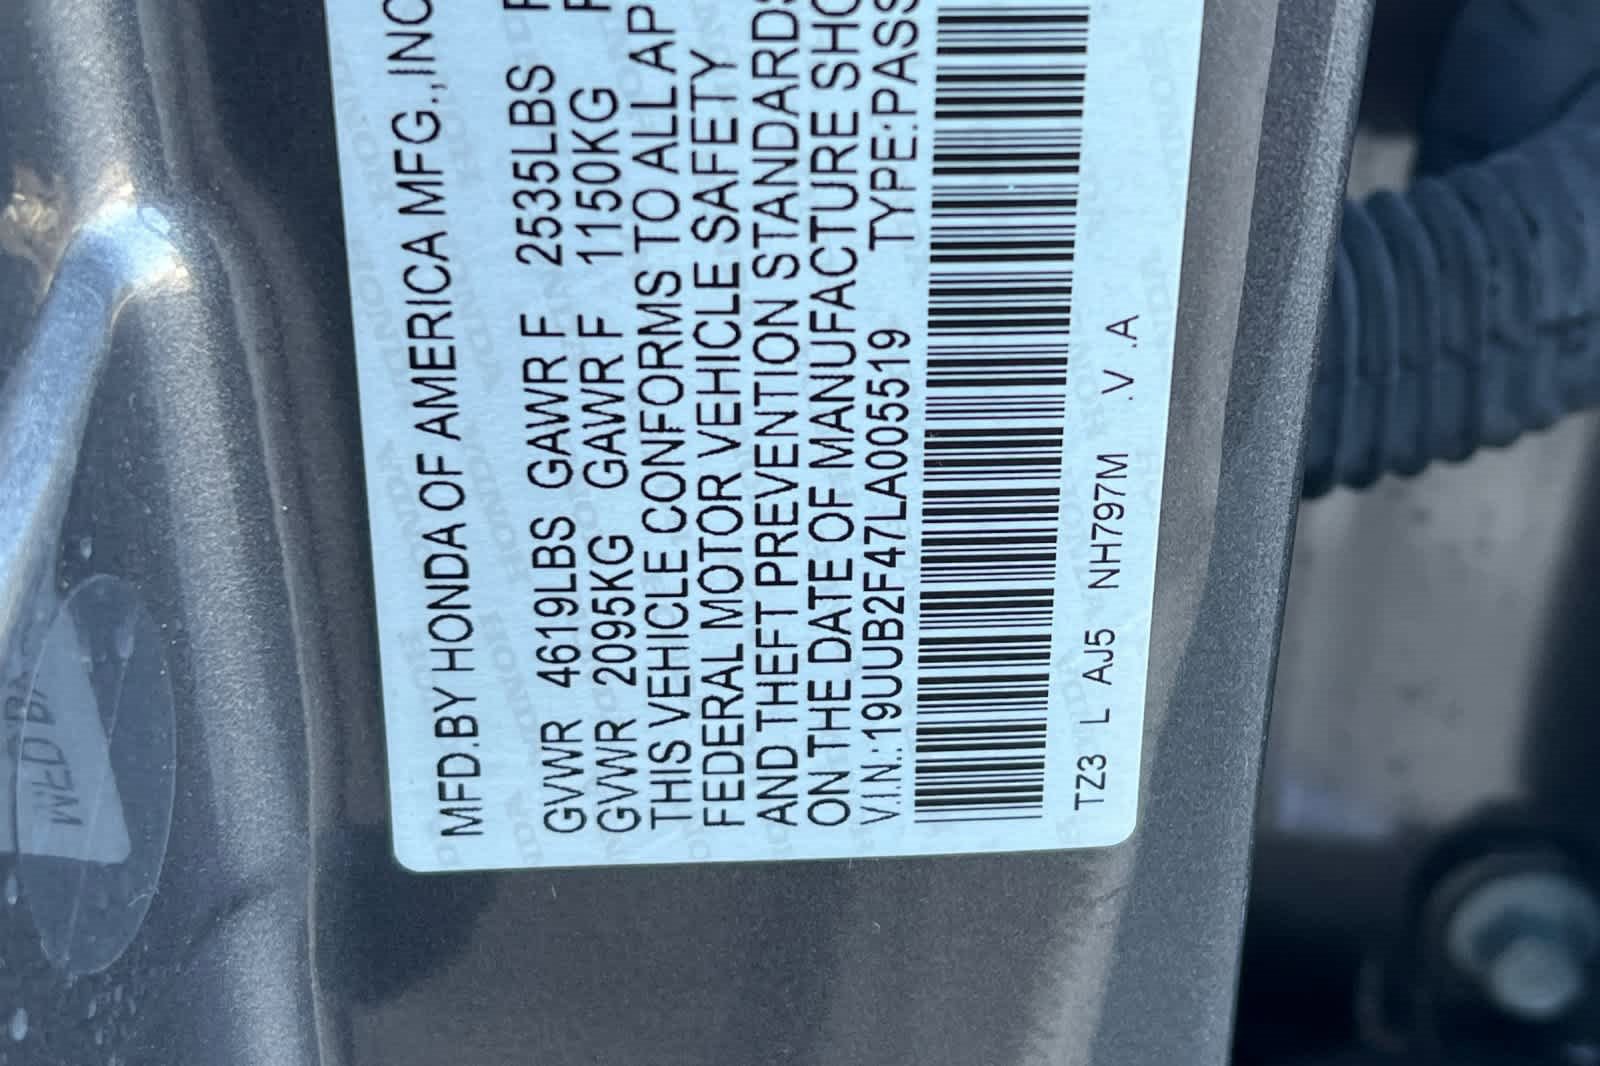 MFD.BY HONDA OF AMERICA MFG.,INC
GVWR 4619LBS GAWR F 2535LBS
GVWR 2095KG GAWR F 1150KG
THIS VEHICLE CONFORMS TO ALL AP
FEDERAL MOTOR VEHICLE SAFETY
AND THEFT PREVENTION STANDARDS
ON THE DATE OF MANUFACTURE SHO
V.I.N.:19UUB2F47LA005519 TYPE:PASS
TZ3 L AJ5 NH797M .V .A